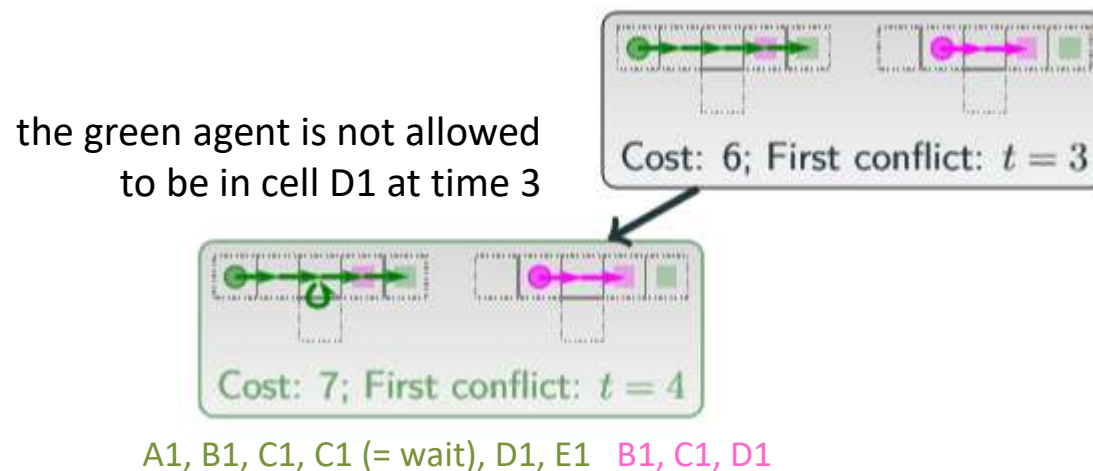 the green agent is not allowed
to be in cell D1 at time 3
Cost: 6; First conflict: t = 3
Cost: 7; First conflict: t = 4
A1, B1, C1, C1 (= wait), D1, E1 B1, C1, D1